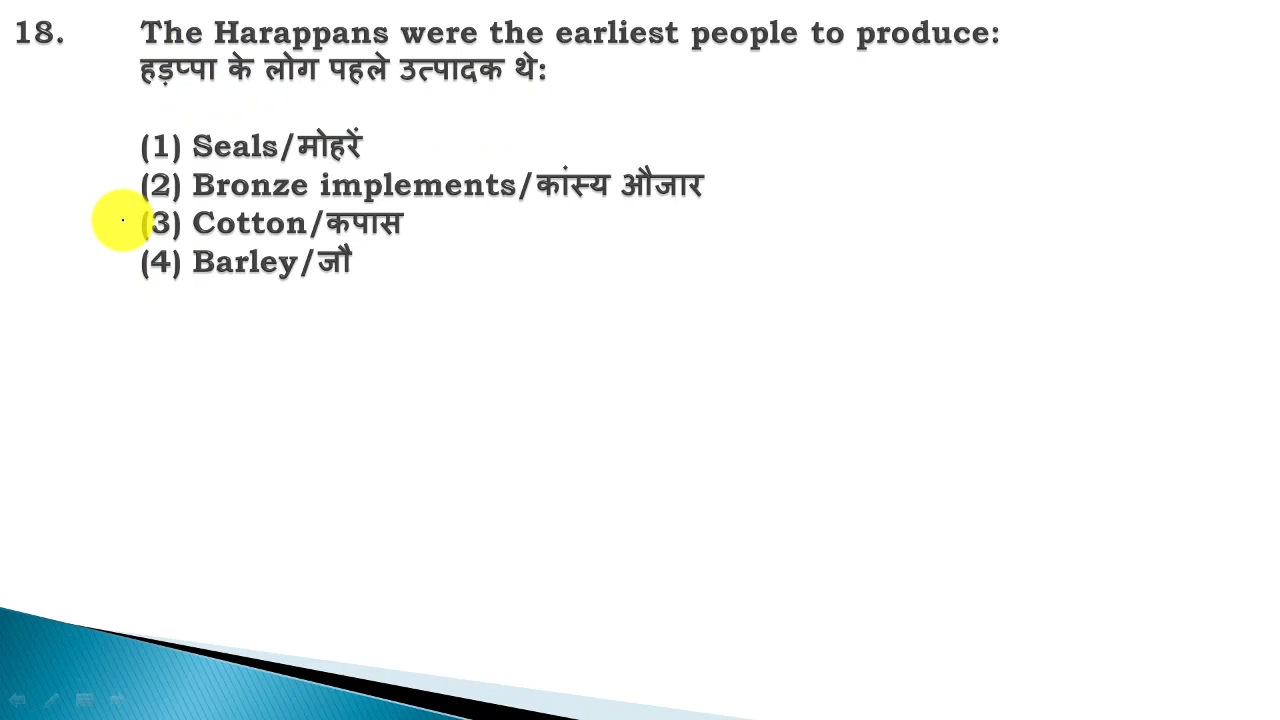 18. The Harappans were the earliest people to produce:
हड़प्पा के लोग पहले उत्पादक थे:
(1) Seals/मोहरें
(2) Bronze implements/कांस्य औजार
(3) Cotton/कपास
(4) Barley/जौ